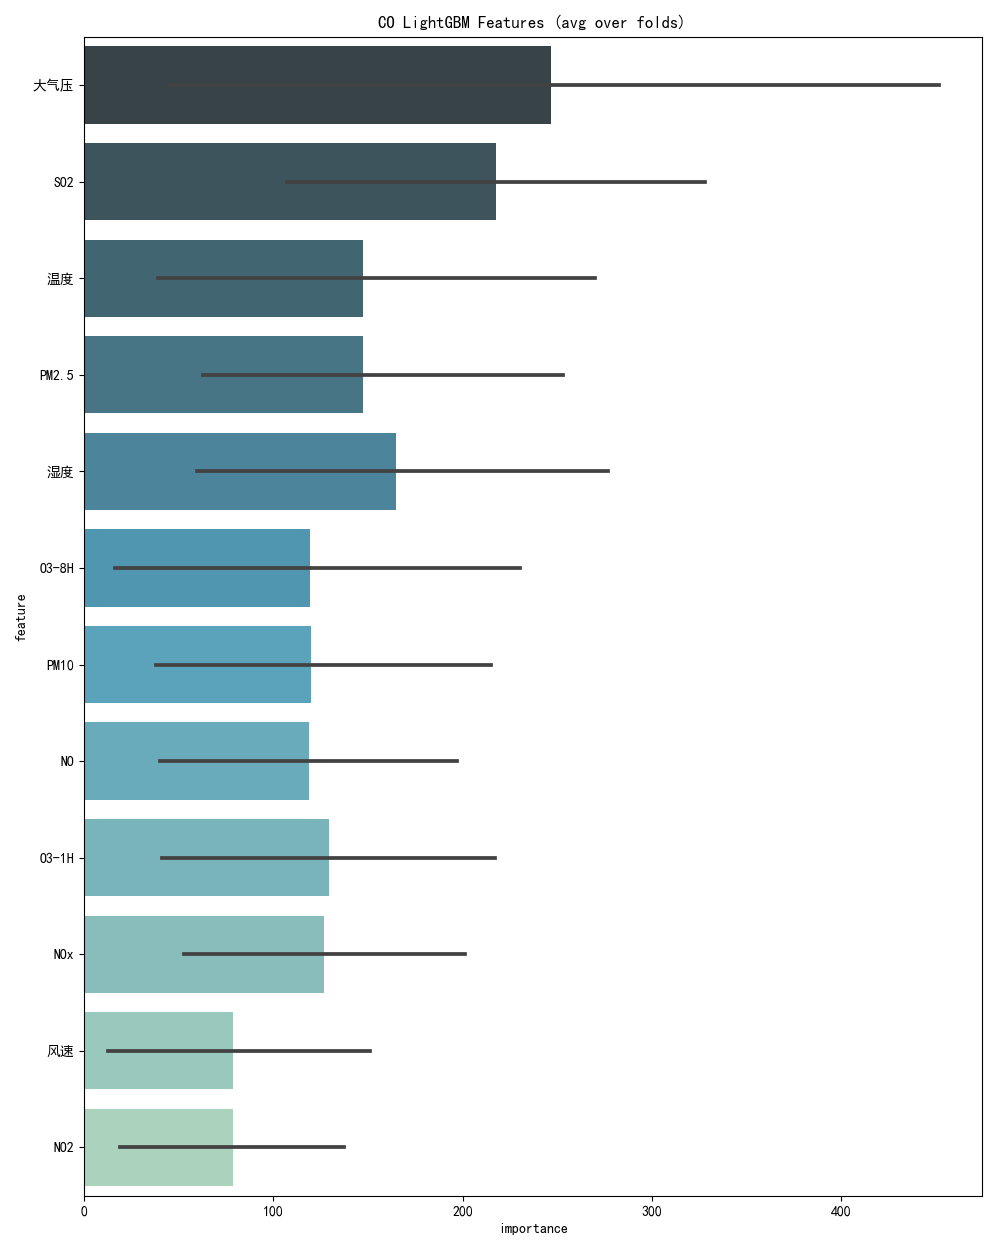 CO LightGBM Features (avg over folds)
大气压
SO2
温度
PM2.5
湿度
O3-8H
PM10
NO
O3-1H
NOx
风速
NO2
feature
0 100 200 300 400
importance